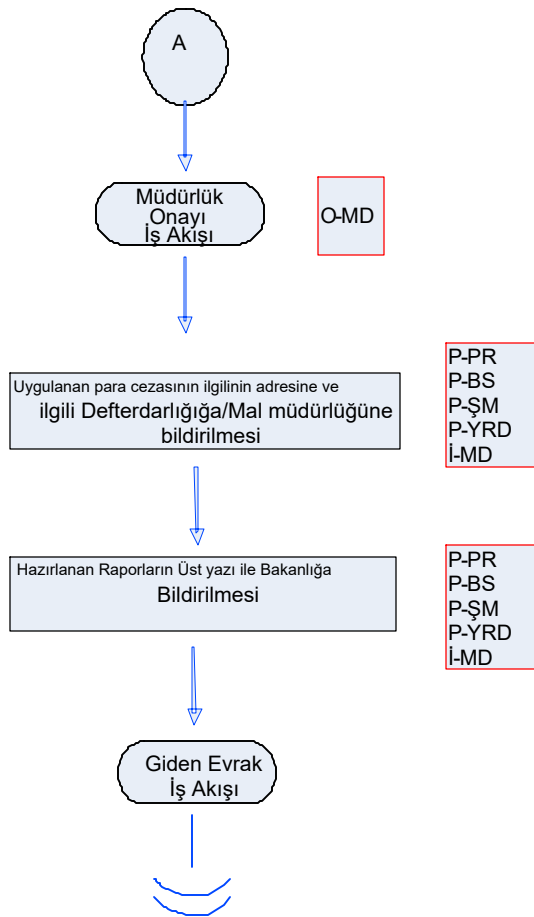 A
Müdürlük
Onayı
İş Akışı
O-MD
Uygulanan para cezasının ilgilinin adresine ve
ilgili Defterdarlığığa/Mal müdürlüğüne
bildirilmesi
P-PR
P-BS
P-ŞM
P-YRD
İ-MD
Hazırlanan Raporların Üst yazı ile Bakanlığa
Bildirilmesi
P-PR
P-BS
P-ŞM
P-YRD
İ-MD
Giden Evrak
İş Akışı